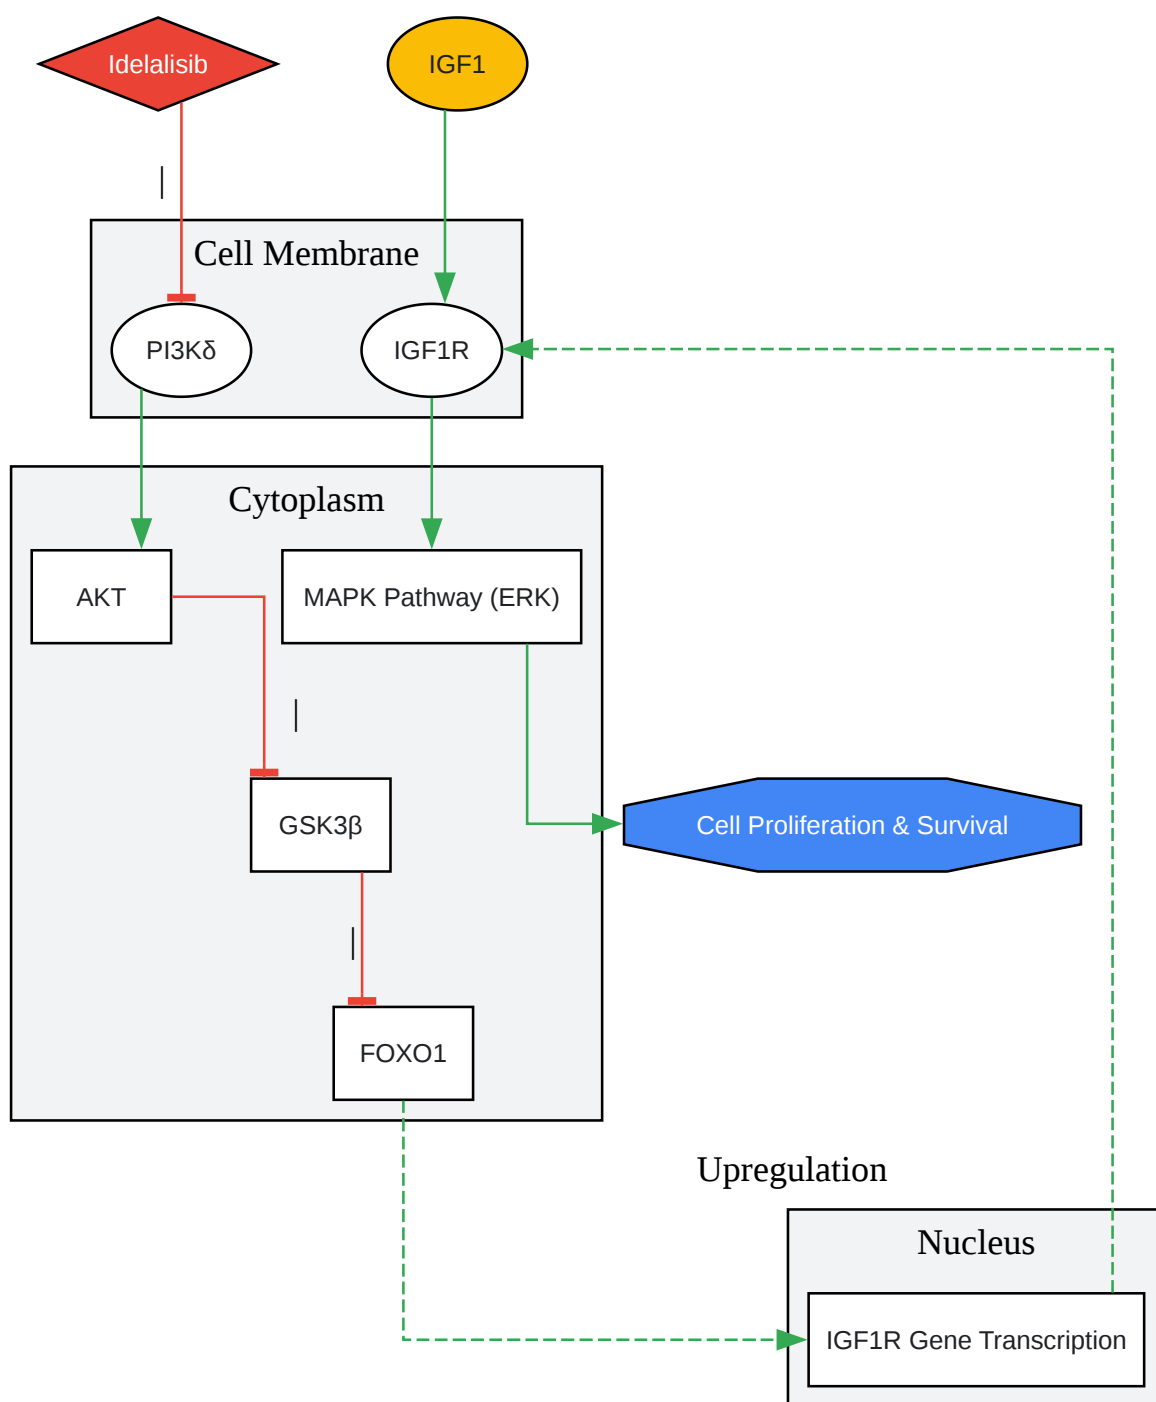 Idelalisib
IGF1
|
Cell Membrane
PI3Kδ
IGF1R
Cytoplasm
AKT
MAPK Pathway (ERK)
|
GSK3β
Cell Proliferation & Survival
|
FOXO1
Upregulation
Nucleus
IGF1R Gene Transcription